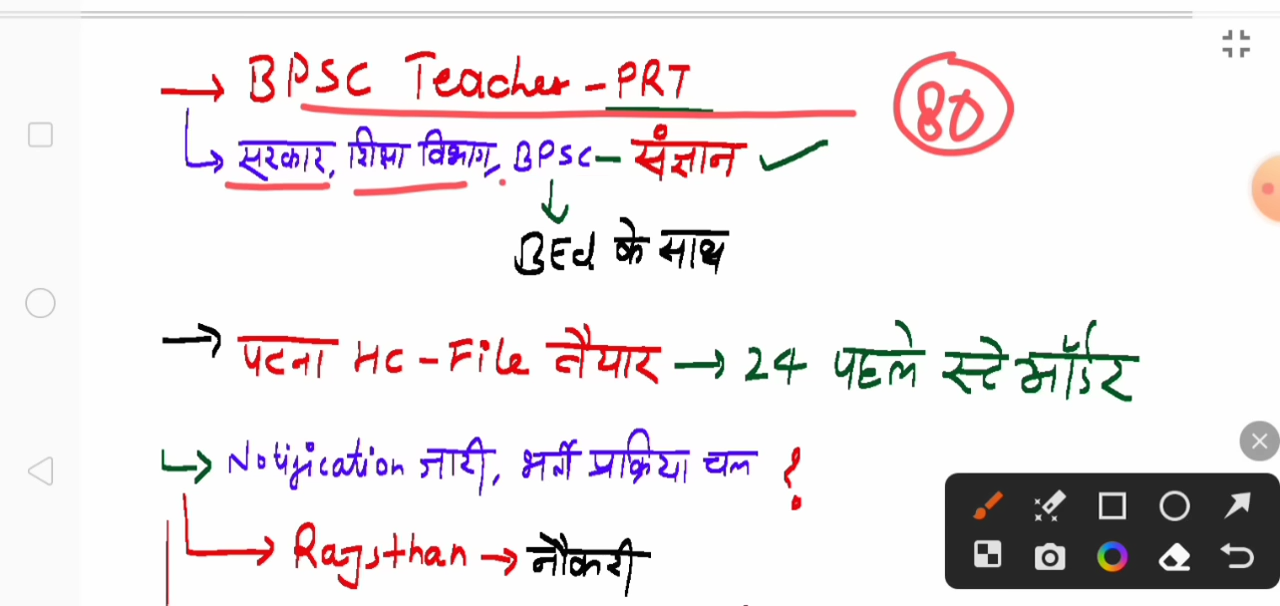 → BPSC Teacher - PRT
80
↳ सरकार, शिक्षा विभाग, BPSC - संज्ञान ✓
↓
BEd के साथ
→ पटना HC - File तैयार → 24 पहले स्टे ऑर्डर
↳ Notification जारी, भर्ती प्रक्रिया चल ?
→ Rajsthan → नौकरी